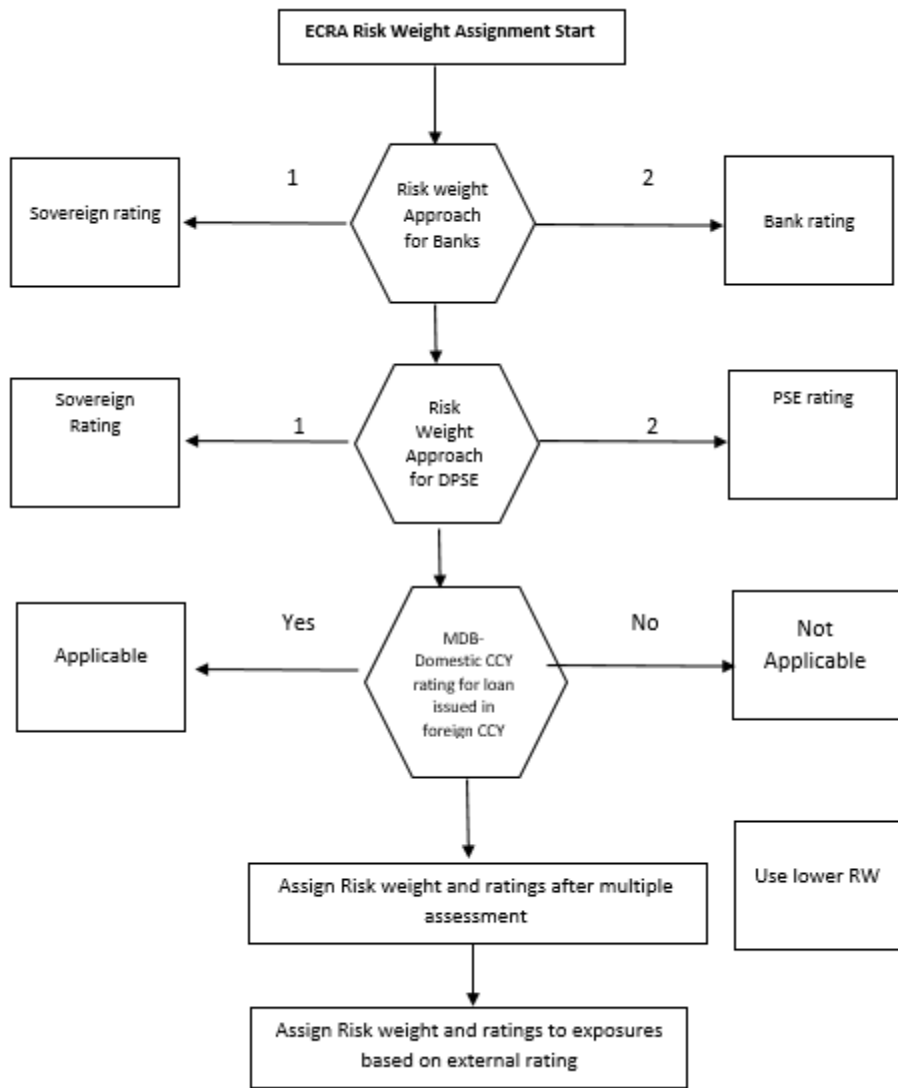 ECRA Risk Weight Assignment Start
1
2
Sovereign rating
Risk weight
Approach
for Banks
Bank rating
Sovereign
Rating
1
Risk
Weight
Approach
for DPSE
2
PSE rating
Yes
No
Applicable
MDB-
Domestic CCY
rating for loan
issued in
foreign CCY
Not
Applicable
Assign Risk weight and ratings after multiple
assessment
Use lower RW
Assign Risk weight and ratings to exposures
based on external rating